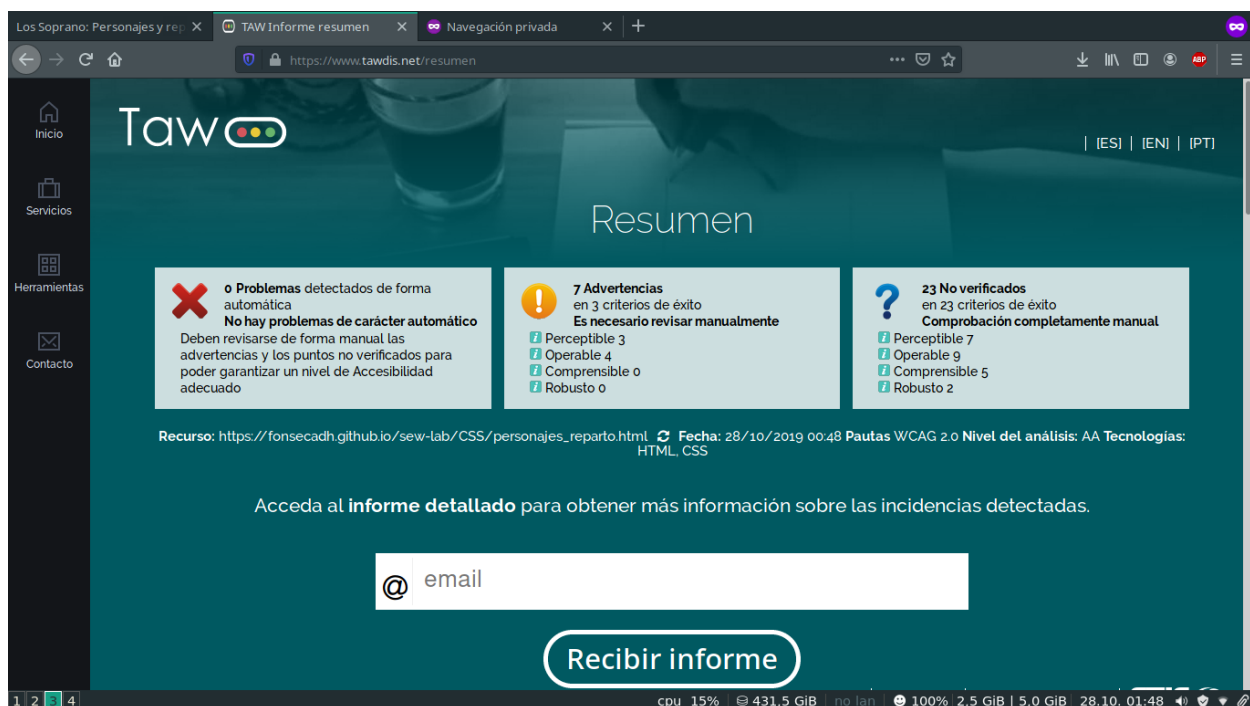 Los Soprano: Personajes y rep
TAW Informe resumen
Navegación privada
https://www.tawdis.net/resumen
ABP
Inicio
Servicios
Herramientas
Contacto
Taw
| [ES] | [EN] | [PT]
Resumen
0 Problemas detectados de forma
automática
No hay problemas de carácter automático
Deben revisarse de forma manual las
advertencias y los puntos no verificados para
poder garantizar un nivel de Accesibilidad
adecuado
7 Advertencias
en 3 criterios de éxito
Es necesario revisar manualmente
Perceptible 3
Operable 4
Comprensible 0
Robusto 0
23 No verificados
en 23 criterios de éxito
Comprobación completamente manual
Perceptible 7
Operable 9
Comprensible 5
Robusto 2
Recurso: https://fonsecadh.github.io/sew-lab/CSS/personajes_reparto.html Fecha: 28/10/2019 00:48 Pautas WCAG 2.0 Nivel del análisis: AA Tecnologías:
HTML, CSS
Acceda al informe detallado para obtener más información sobre las incidencias detectadas.
@ email
Recibir informe
1 2 3 4
cpu 15% 431.5 GiB no lan 100% 2.5 GiB | 5.0 GiB 28.10. 01:48